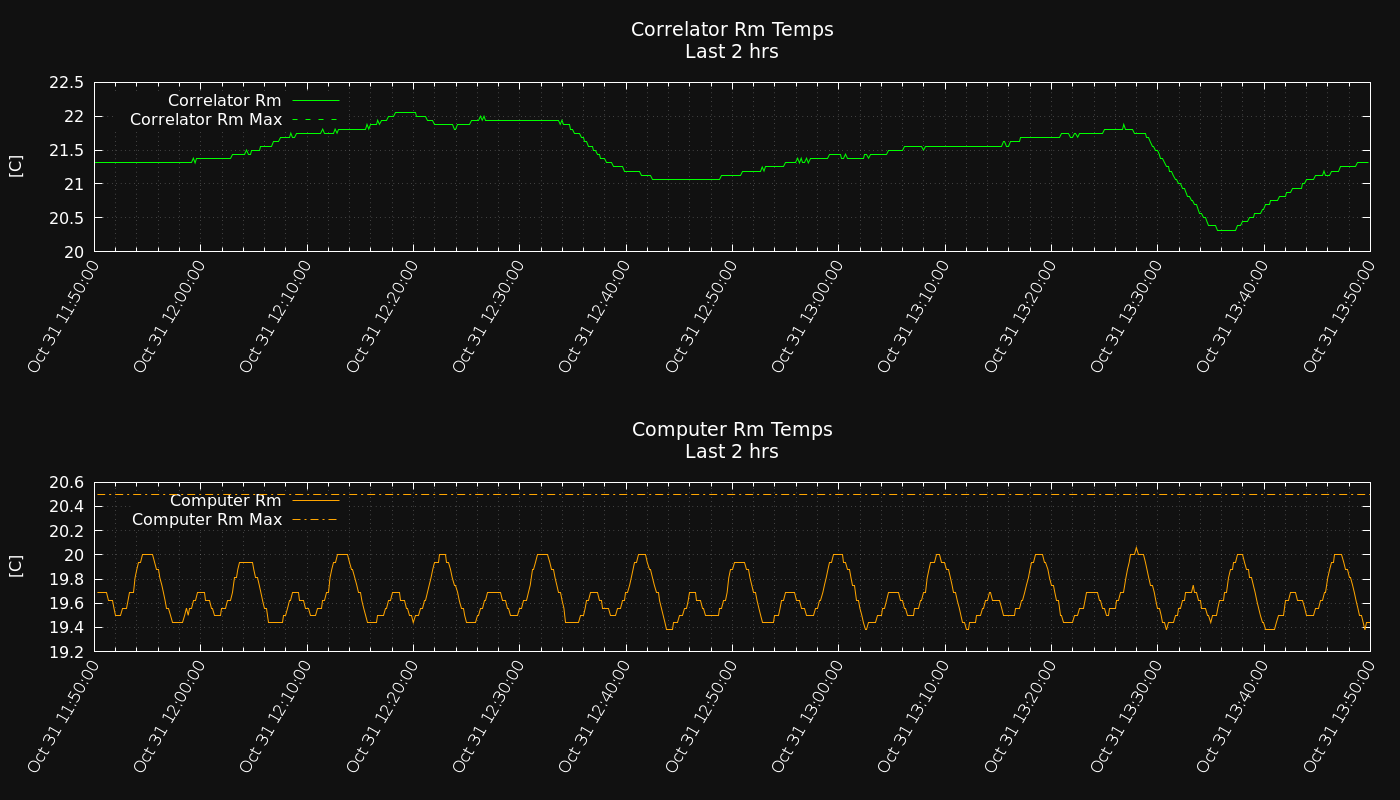 Correlator Rm Temps
Last 2 hrs
22.5
22
21.5
21
20.5
20
[C]
Correlator Rm
Correlator Rm Max
Oct 31 11:50:00
Oct 31 12:00:00
Oct 31 12:10:00
Oct 31 12:20:00
Oct 31 12:30:00
Oct 31 12:40:00
Oct 31 12:50:00
Oct 31 13:00:00
Oct 31 13:10:00
Oct 31 13:20:00
Oct 31 13:30:00
Oct 31 13:40:00
Oct 31 13:50:00
Computer Rm Temps
Last 2 hrs
20.6
20.4
20.2
20
19.8
19.6
19.4
19.2
[C]
Computer Rm
Computer Rm Max
Oct 31 11:50:00
Oct 31 12:00:00
Oct 31 12:10:00
Oct 31 12:20:00
Oct 31 12:30:00
Oct 31 12:40:00
Oct 31 12:50:00
Oct 31 13:00:00
Oct 31 13:10:00
Oct 31 13:20:00
Oct 31 13:30:00
Oct 31 13:40:00
Oct 31 13:50:00